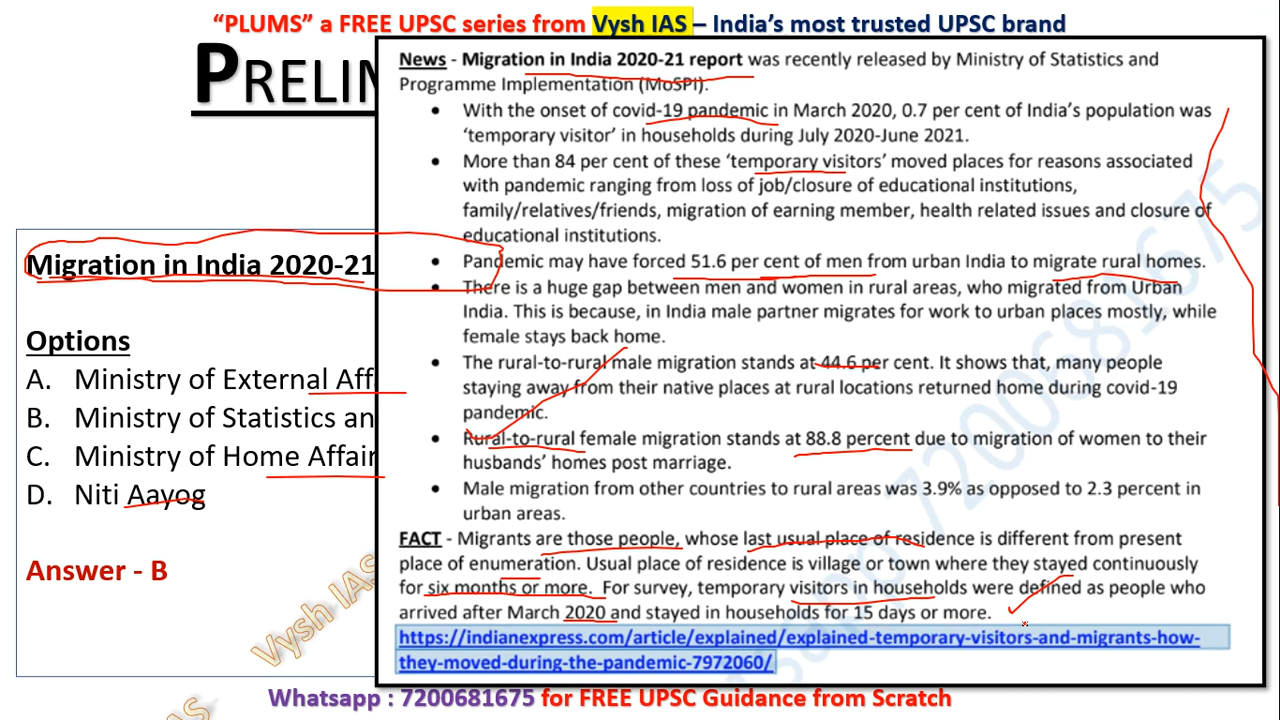 “PLUMS” a FREE UPSC series from Vysh IAS – India’s most trusted UPSC brand
PRELIM
Migration in India 2020-21
Options
A. Ministry of External Aff
B. Ministry of Statistics an
C. Ministry of Home Affair
D. Niti Aayog
Answer - B
Vysh IAS
News - Migration in India 2020-21 report was recently released by Ministry of Statistics and
Programme Implementation (MoSPI).
• With the onset of covid-19 pandemic in March 2020, 0.7 per cent of India’s population was
‘temporary visitor’ in households during July 2020-June 2021.
• More than 84 per cent of these ‘temporary visitors’ moved places for reasons associated
with pandemic ranging from loss of job/closure of educational institutions,
family/relatives/friends, migration of earning member, health related issues and closure of
educational institutions.
• Pandemic may have forced 51.6 per cent of men from urban India to migrate rural homes.
• There is a huge gap between men and women in rural areas, who migrated from Urban
India. This is because, in India male partner migrates for work to urban places mostly, while
female stays back home.
• The rural-to-rural male migration stands at 44.6 per cent. It shows that, many people
staying away from their native places at rural locations returned home during covid-19
pandemic.
• Rural-to-rural female migration stands at 88.8 percent due to migration of women to their
husbands’ homes post marriage.
• Male migration from other countries to rural areas was 3.9% as opposed to 2.3 percent in
urban areas.
FACT - Migrants are those people, whose last usual place of residence is different from present
place of enumeration. Usual place of residence is village or town where they stayed continuously
for six months or more. For survey, temporary visitors in households were defined as people who
arrived after March 2020 and stayed in households for 15 days or more.
https://indianexpress.com/article/explained/explained-temporary-visitors-and-migrants-how-
they-moved-during-the-pandemic-7972060/
7200681675
Whatsapp : 7200681675 for FREE UPSC Guidance from Scratch